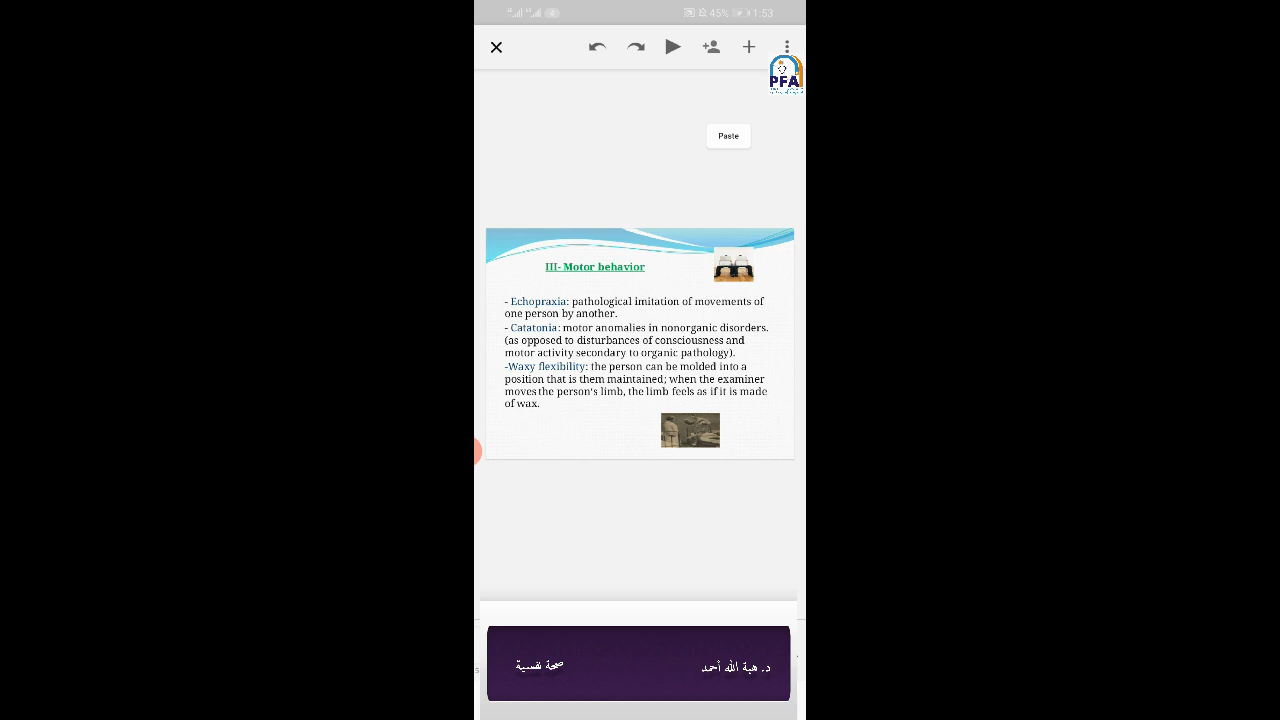 45% 1:53
PFA
Paste
III- Motor behavior
- Echopraxia: pathological imitation of movements of
one person by another.
- Catatonia: motor anomalies in nonorganic disorders.
(as opposed to disturbances of consciousness and
motor activity secondary to organic pathology).
-Waxy flexibility: the person can be molded into a
position that is them maintained; when the examiner
moves the person's limb, the limb feels as if it is made
of wax.
د. هبة الله أحمد
صحة نفسية